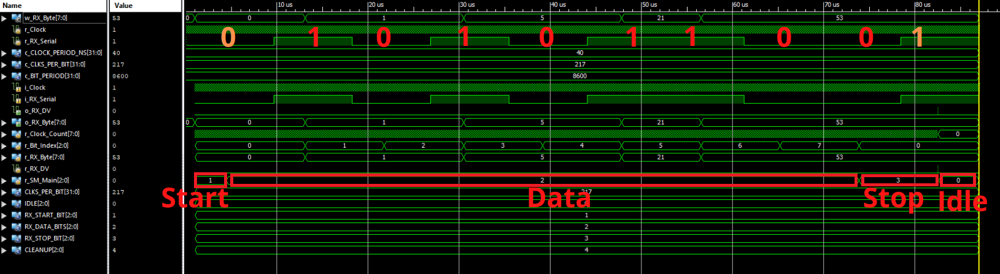 Name Value 10 us 20 us 30 us 40 us 50 us 60 us 70 us 80 us
w_RX_Byte[7:0] 53 0 0 1 5 21 53
r_Clock 1
r_RX_Serial 1 0 1 0 1 0 1 1 0 0 1
c_CLOCK_PERIOD_NS[31:0] 40 40
c_CLKS_PER_BIT[31:0] 217 217
c_BIT_PERIOD[31:0] 8600 8600
i_Clock 1
i_RX_Serial 1
o_RX_DV 0
o_RX_Byte[7:0] 53 0 0 1 5 21 53
r_Clock_Count[7:0] 0 0
r_Bit_Index[2:0] 0 0 1 2 3 4 5 6 7 0
r_RX_Byte[7:0] 53 0 1 5 21 53
r_RX_DV 0
r_SM_Main[2:0] 0 1 2 3 0
CLKS_PER_BIT[31:0] 217 217
Start Data Stop Idle
IDLE[2:0] 0
RX_START_BIT[2:0] 1 1
RX_DATA_BITS[2:0] 2 2
RX_STOP_BIT[2:0] 3 3
CLEANUP[2:0] 4 4